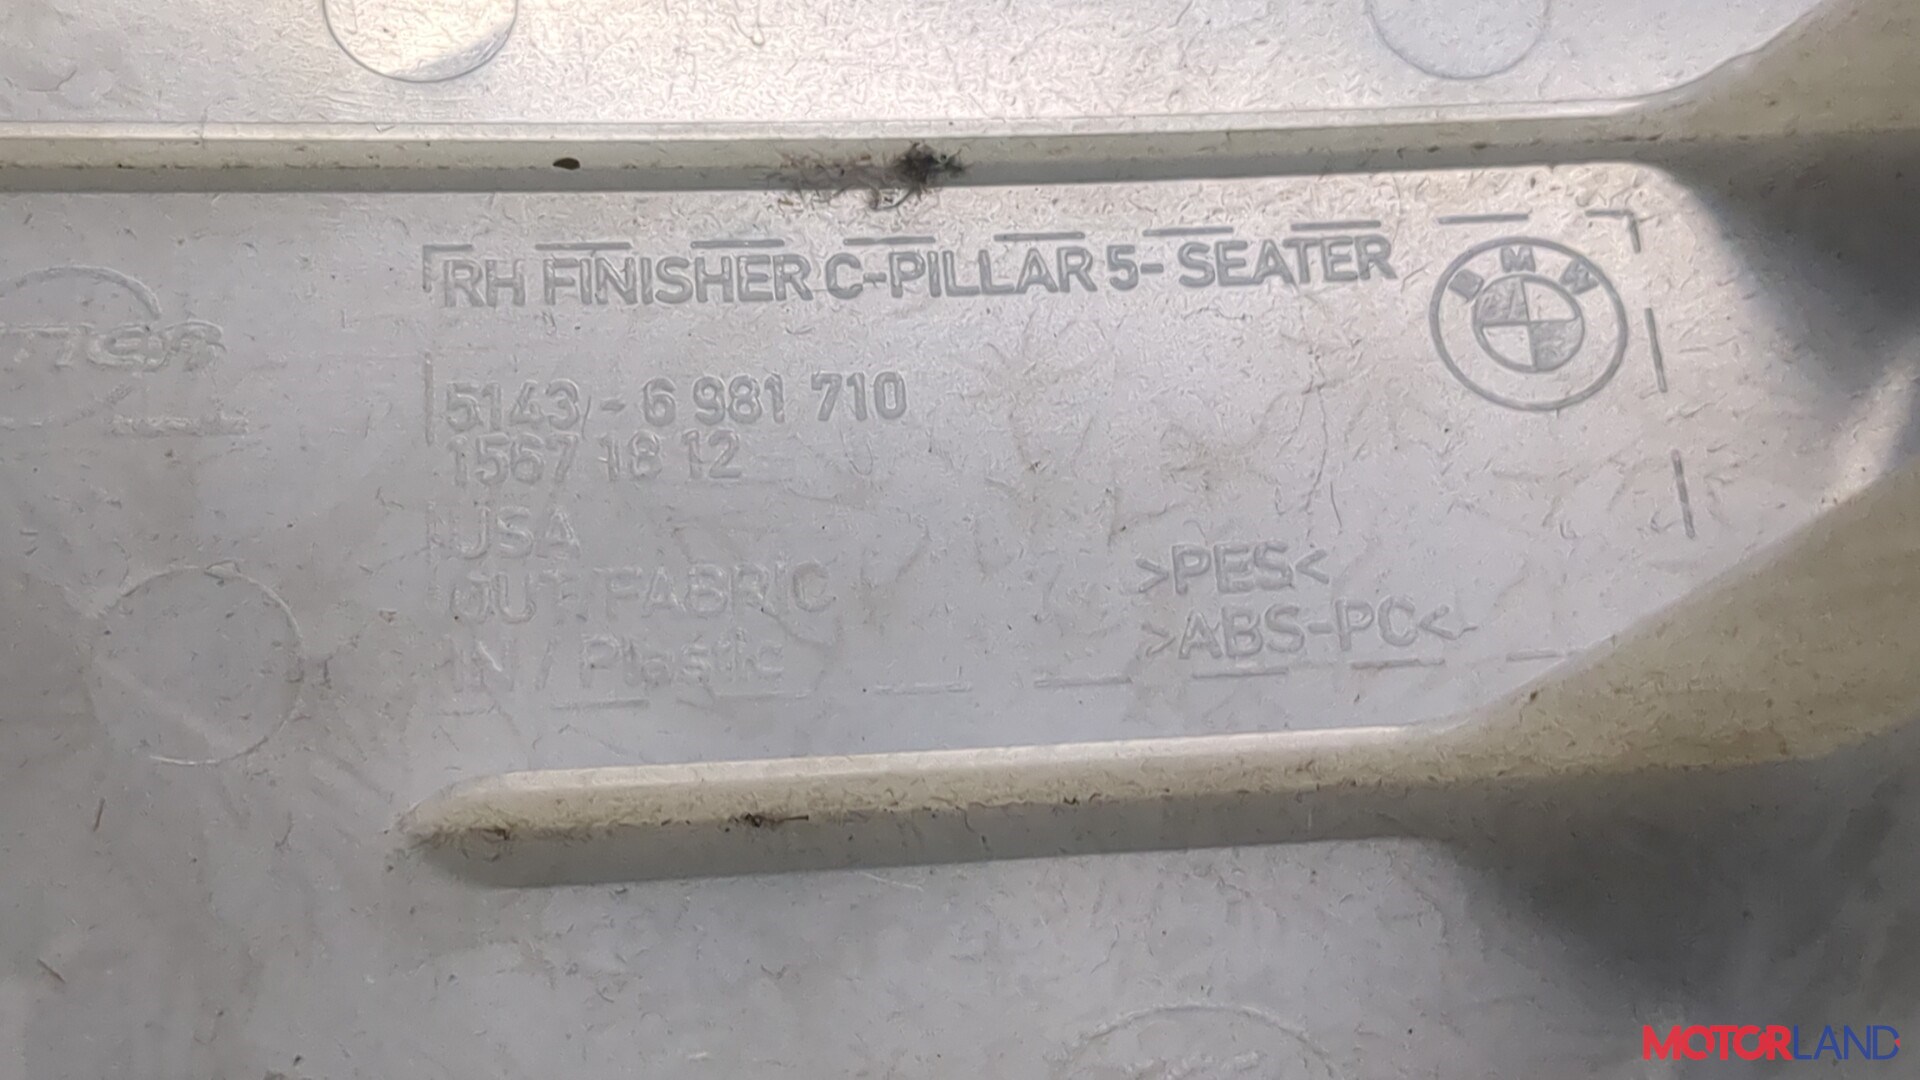 RH FINISHER C-PILLAR 5- SEATER
BMW
5143 - 6 981 710
1567 18 12
USA
OUT / FABRIC >PES<
IN / Plastic >ABS-PC<
MOTORLAND